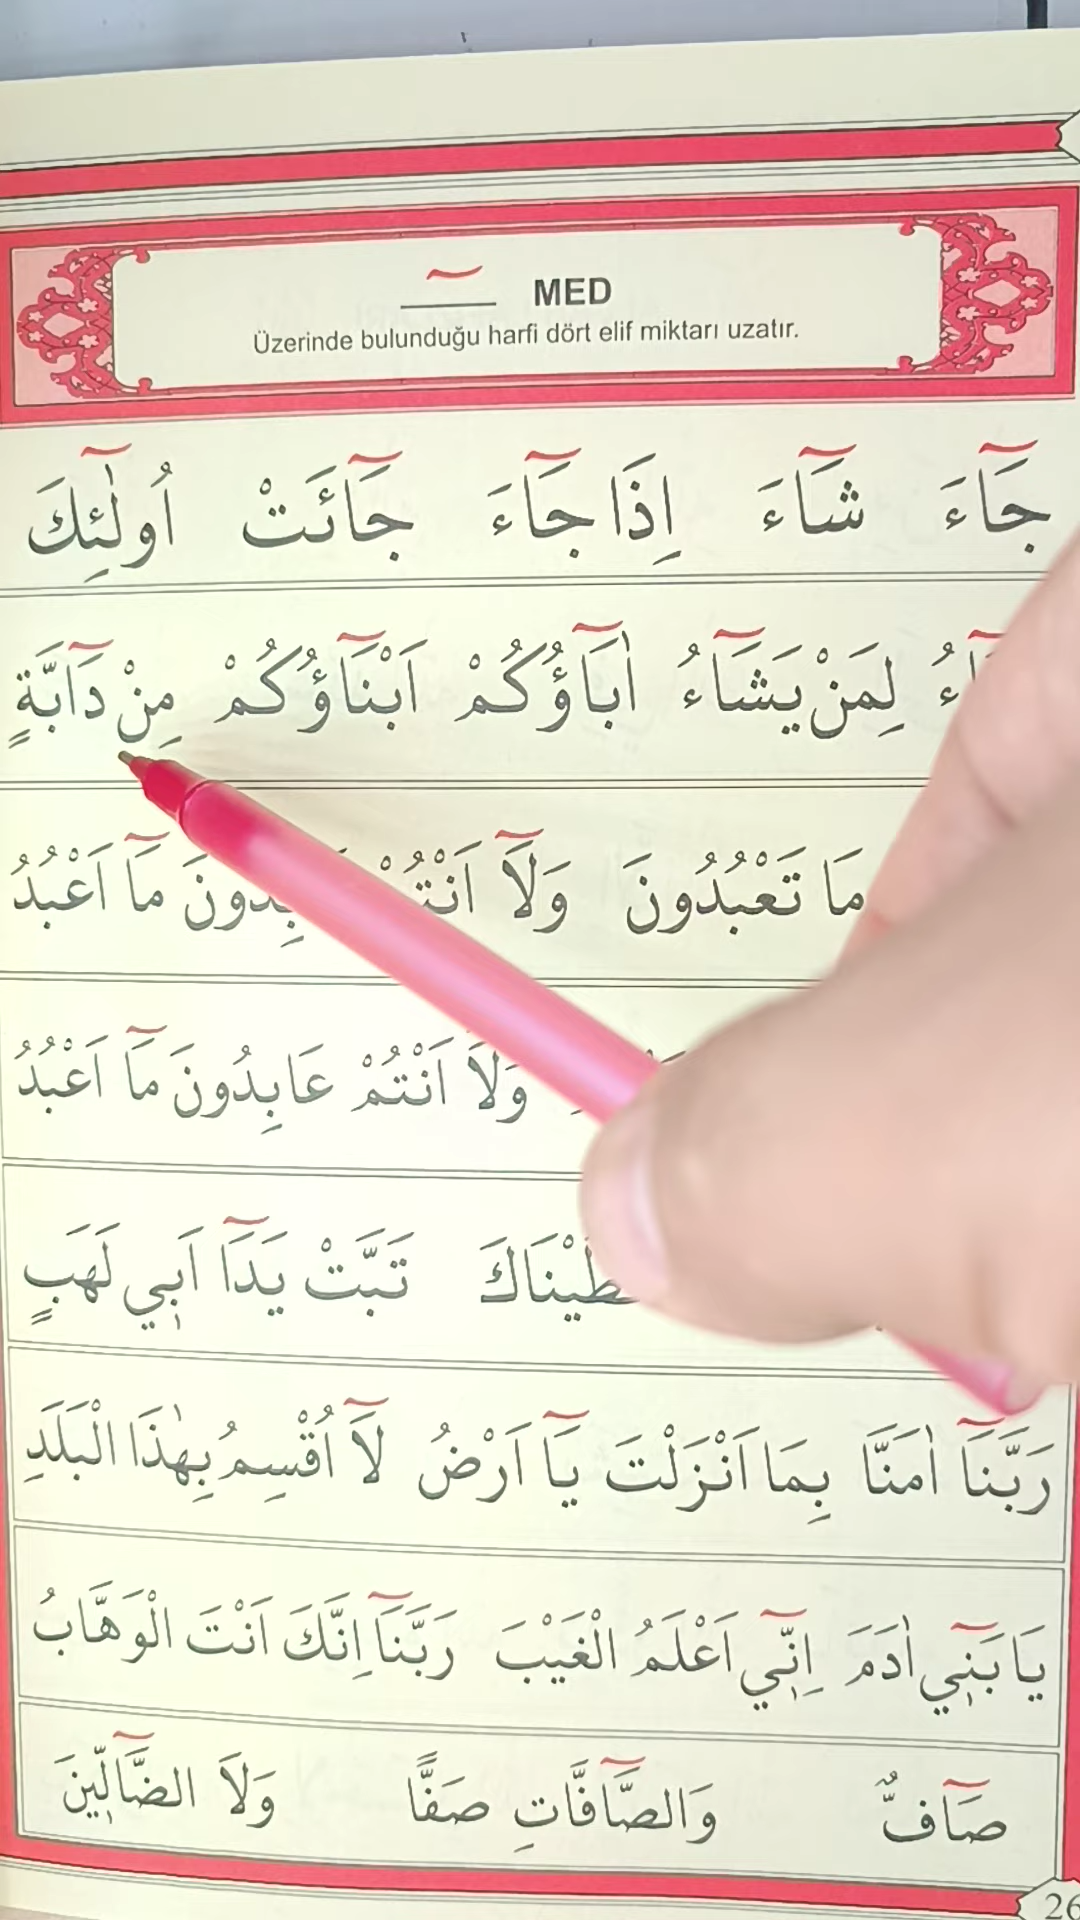 MED
Üzerinde bulunduğu harfi dört elif miktarı uzatır.
جَٓاءَ شَٓاءَ اِذَا جَٓاءَ جَٓائَتْ اُولٰٓئِكَ
لِمَنْ يَشَٓاءُ اٰبَٓاؤُكُمْ اَبْنَٓاؤُكُمْ مِنْ دَٓابَّةٍ
مَا تَعْبُدُونَ وَلَٓا اَنْتُمْ مَٓا اَعْبُدُ
وَلَا اَنْتُمْ عَابِدُونَ مَٓا اَعْبُدُ
تَبَّتْ يَدَٓا اَبِي لَهَبٍ
رَبَّنَٓا اٰمَنَّا بِمَا اَنْزَلْتَ يَٓا اَرْضُ لَٓا اُقْسِمُ بِهٰذَا الْبَلَدِ
يَا بَنِٓي اٰدَمَ اِنِّٓي اَعْلَمُ الْغَيْبَ رَبَّنَٓا اِنَّكَ اَنْتَ الْوَهَّابُ
صَٓافٌّ وَالصَّٓافَّاتِ صَفًّا وَلَا الضَّٓالِّينَ